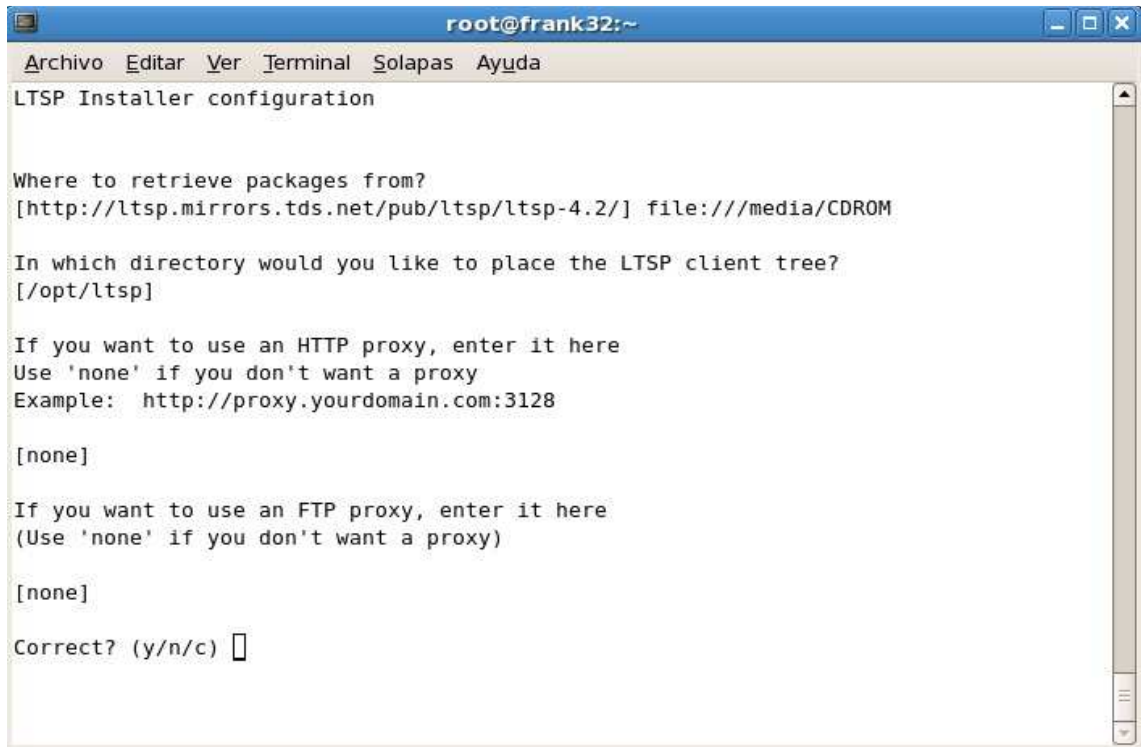 root@frank32:~
Archivo Editar Ver Terminal Solapas Ayuda
LTSP Installer configuration
Where to retrieve packages from?
[http://ltsp.mirrors.tds.net/pub/ltsp/ltsp-4.2/] file:///media/CDROM
In which directory would you like to place the LTSP client tree?
[/opt/ltsp]
If you want to use an HTTP proxy, enter it here
Use 'none' if you don't want a proxy
Example:  http://proxy.yourdomain.com:3128
[none]
If you want to use an FTP proxy, enter it here
(Use 'none' if you don't want a proxy)
[none]
Correct? (y/n/c)